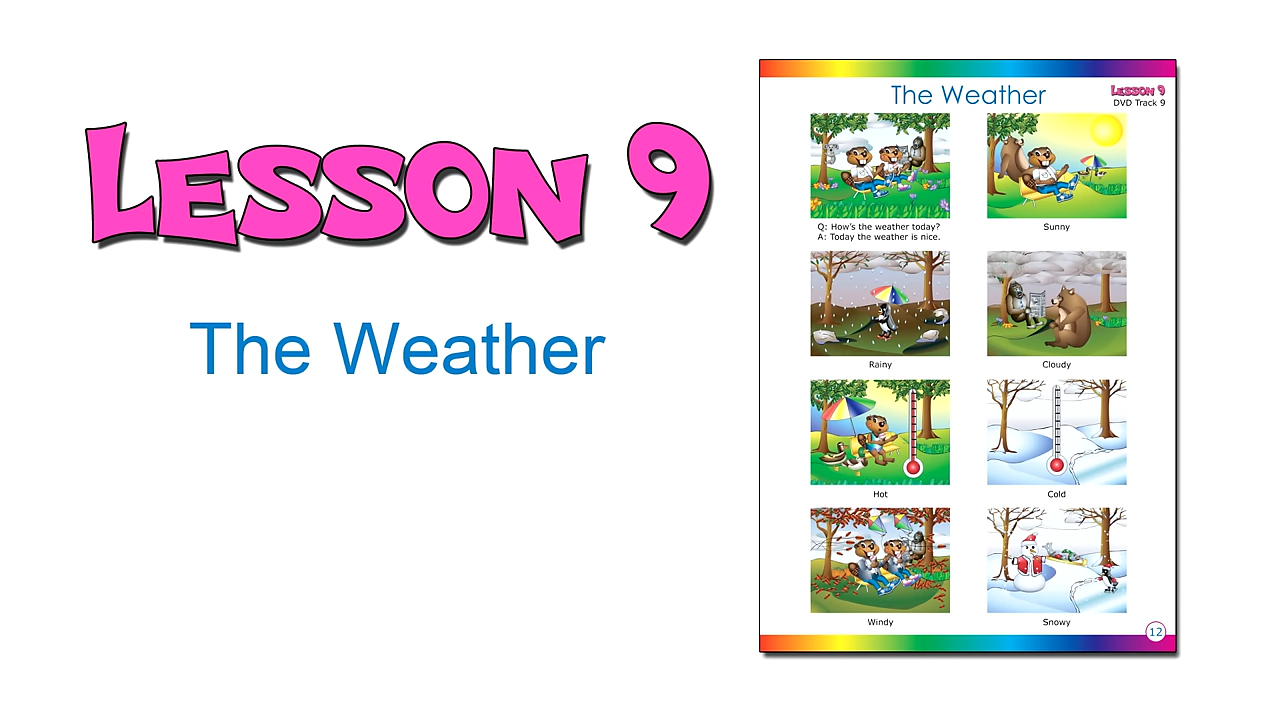 LESSON 9
The Weather
The Weather
LESSON 9
DVD Track 9
Q: How's the weather today?
A: Today the weather is nice.
Sunny
Rainy
Cloudy
Hot
Cold
Windy
Snowy
12